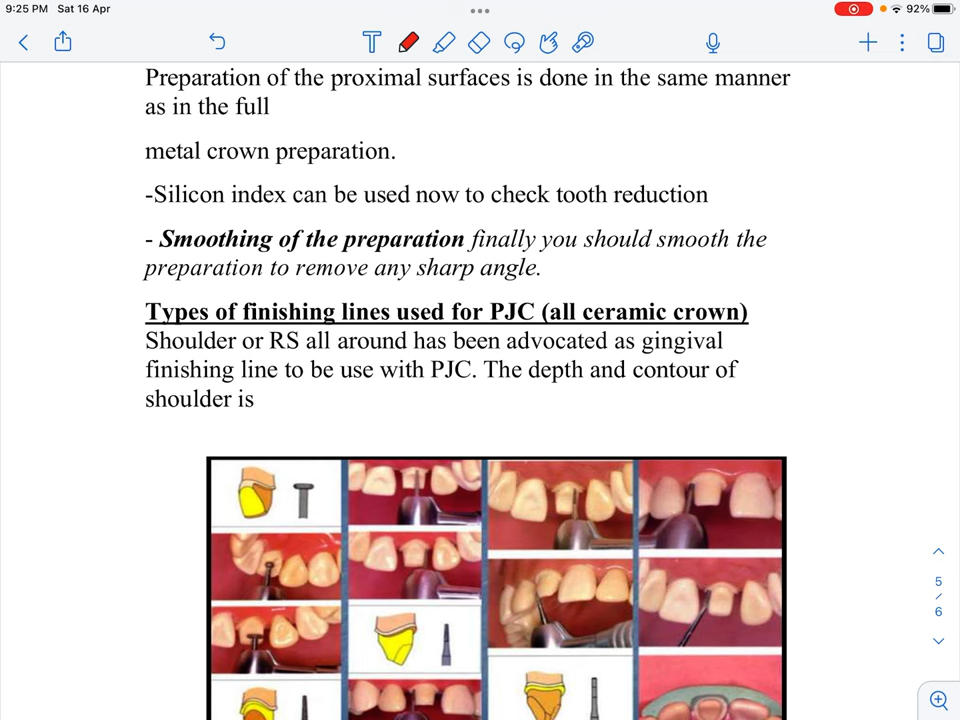 9:25 PM Sat 16 Apr
92%
T
Preparation of the proximal surfaces is done in the same manner
as in the full
metal crown preparation.
-Silicon index can be used now to check tooth reduction
- Smoothing of the preparation finally you should smooth the
preparation to remove any sharp angle.
Types of finishing lines used for PJC (all ceramic crown)
Shoulder or RS all around has been advocated as gingival
finishing line to be use with PJC. The depth and contour of
shoulder is
5
/
6